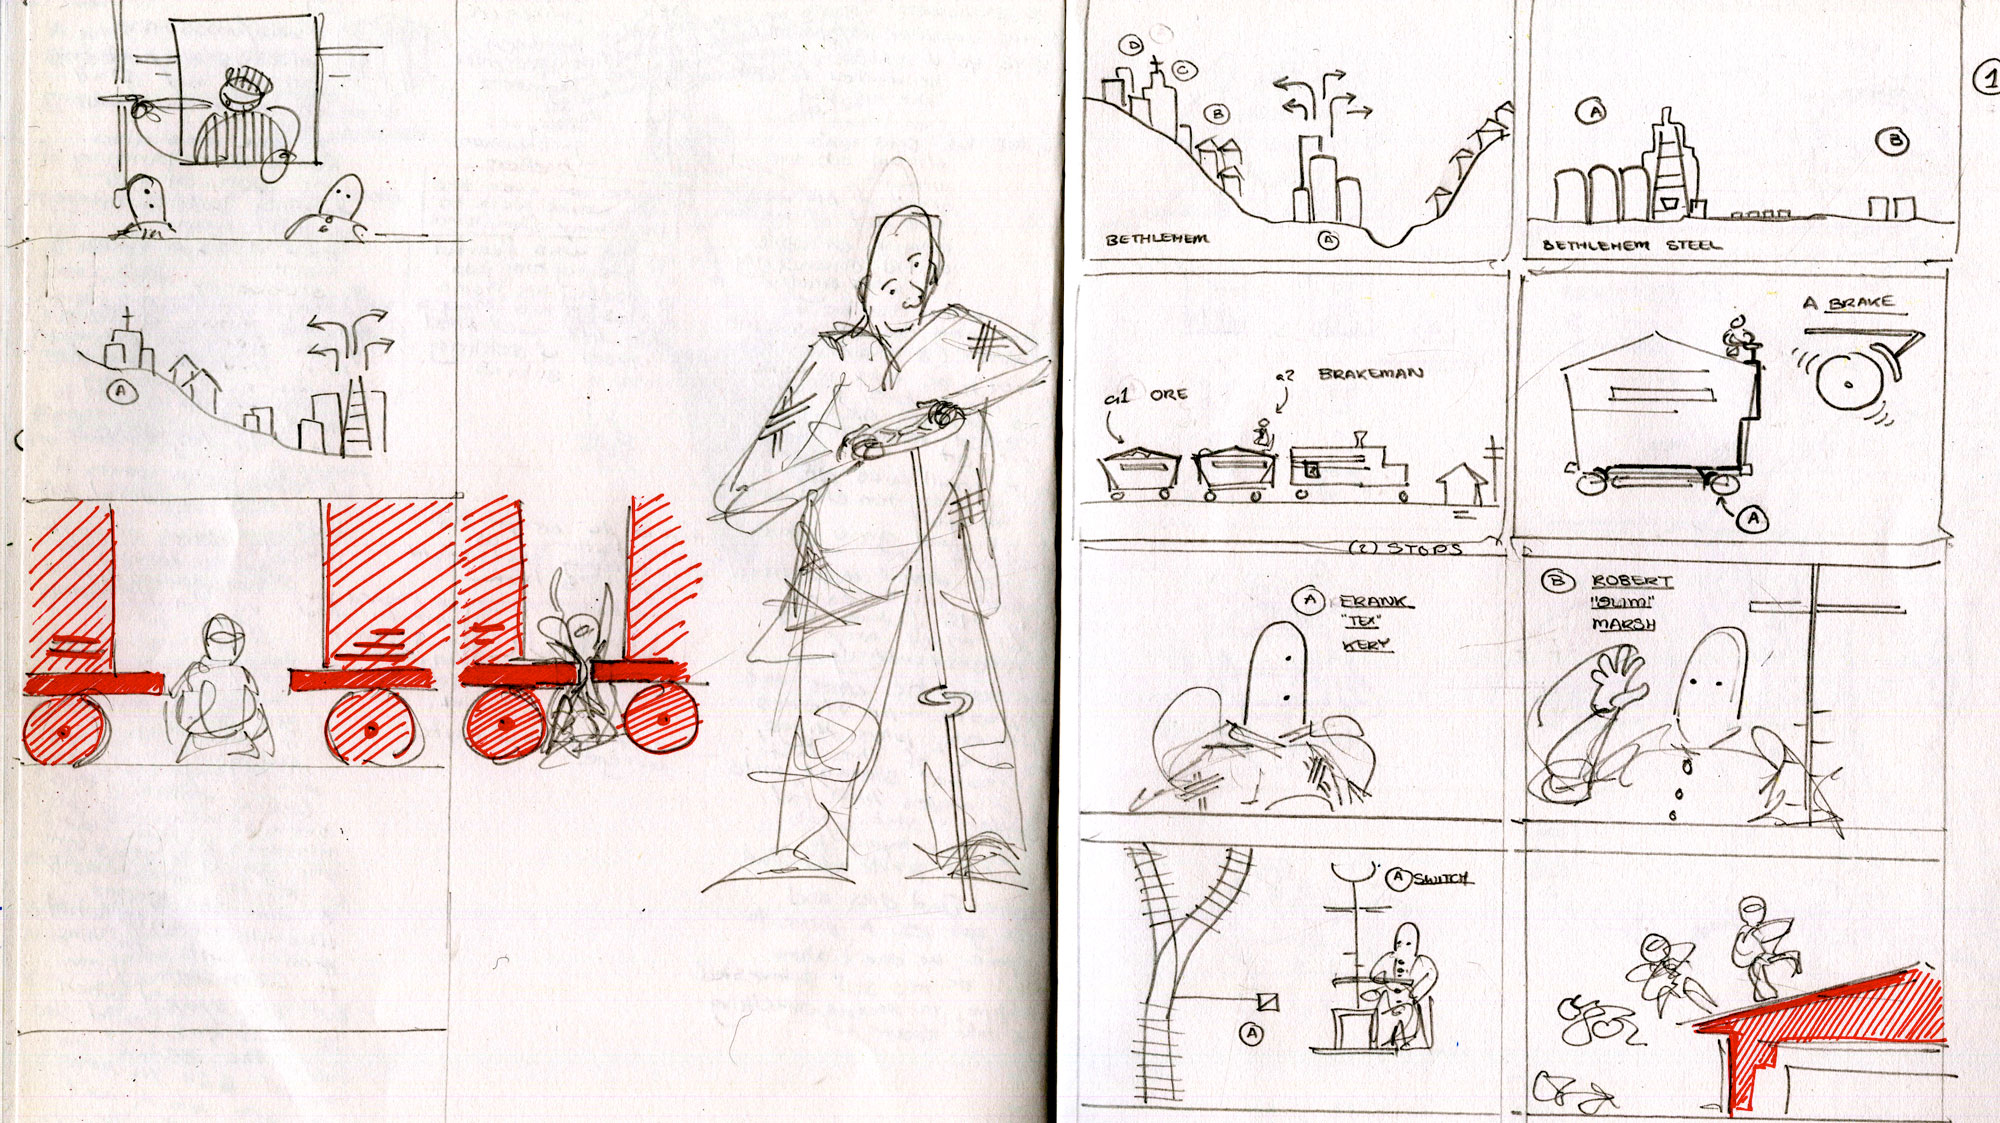 A
1
D
C
B
A
BETHLEHEM
A
B
BETHLEHEM STEEL
a1 ORE
a2 BRAKEMAN
A BRAKE
A
(2) STOPS
A FRANK
"TEX"
KERY
B ROBERT
"SLIM"
MARSH
A SWITCH
A